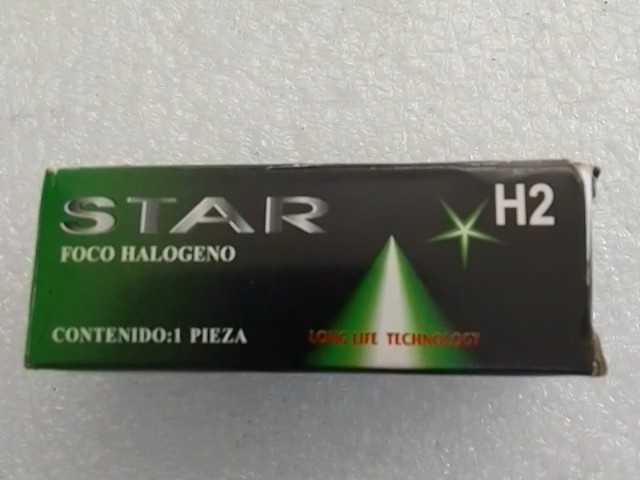 STAR
H2
FOCO HALOGENO
CONTENIDO:1 PIEZA
LONG LIFE TECHNOLOGY